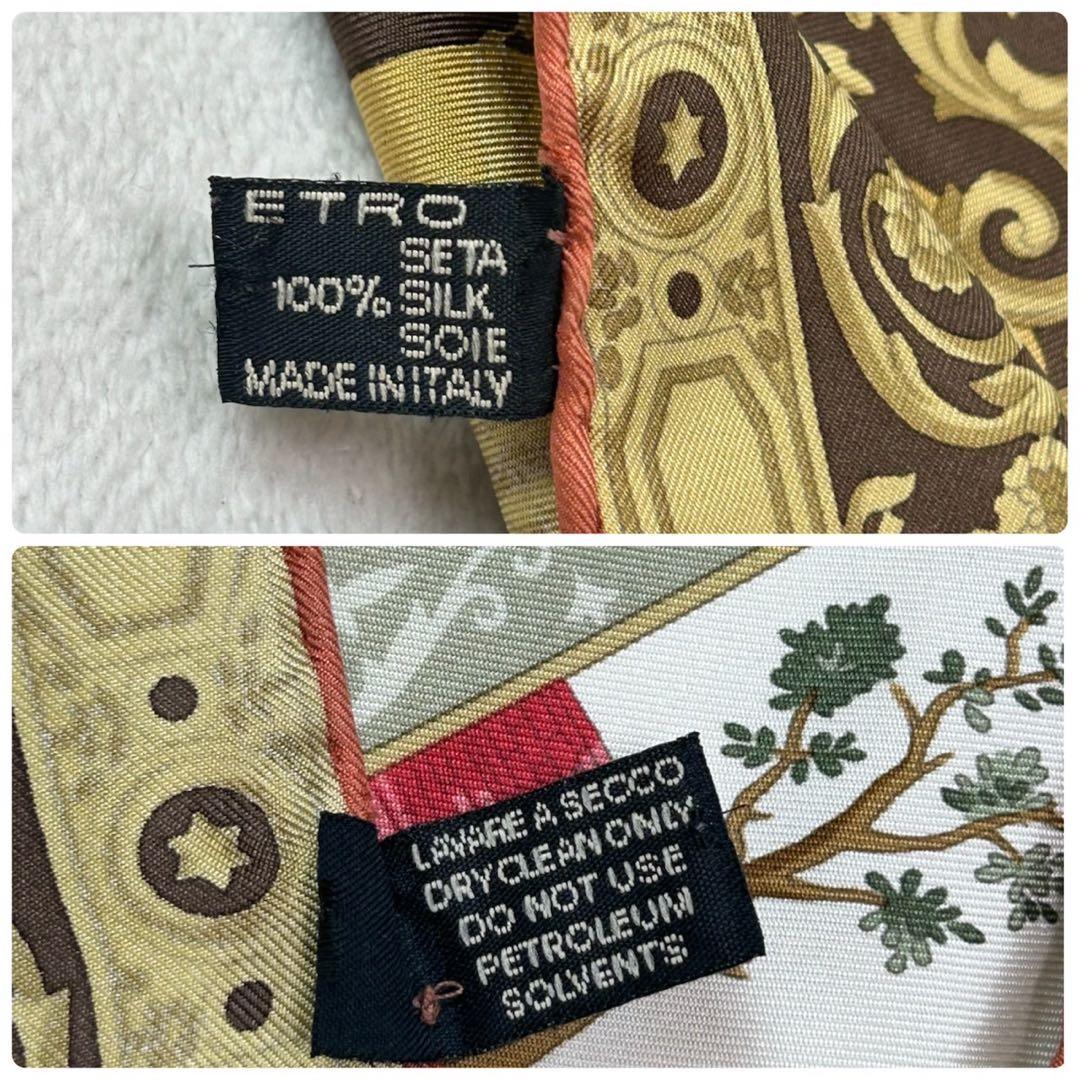 ETRO
SETA
100% SILK
SOIE
MADE IN ITALY
LAVARE A SECCO
DRY CLEAN ONLY
DO NOT USE
PETROLEUM
SOLVENTS